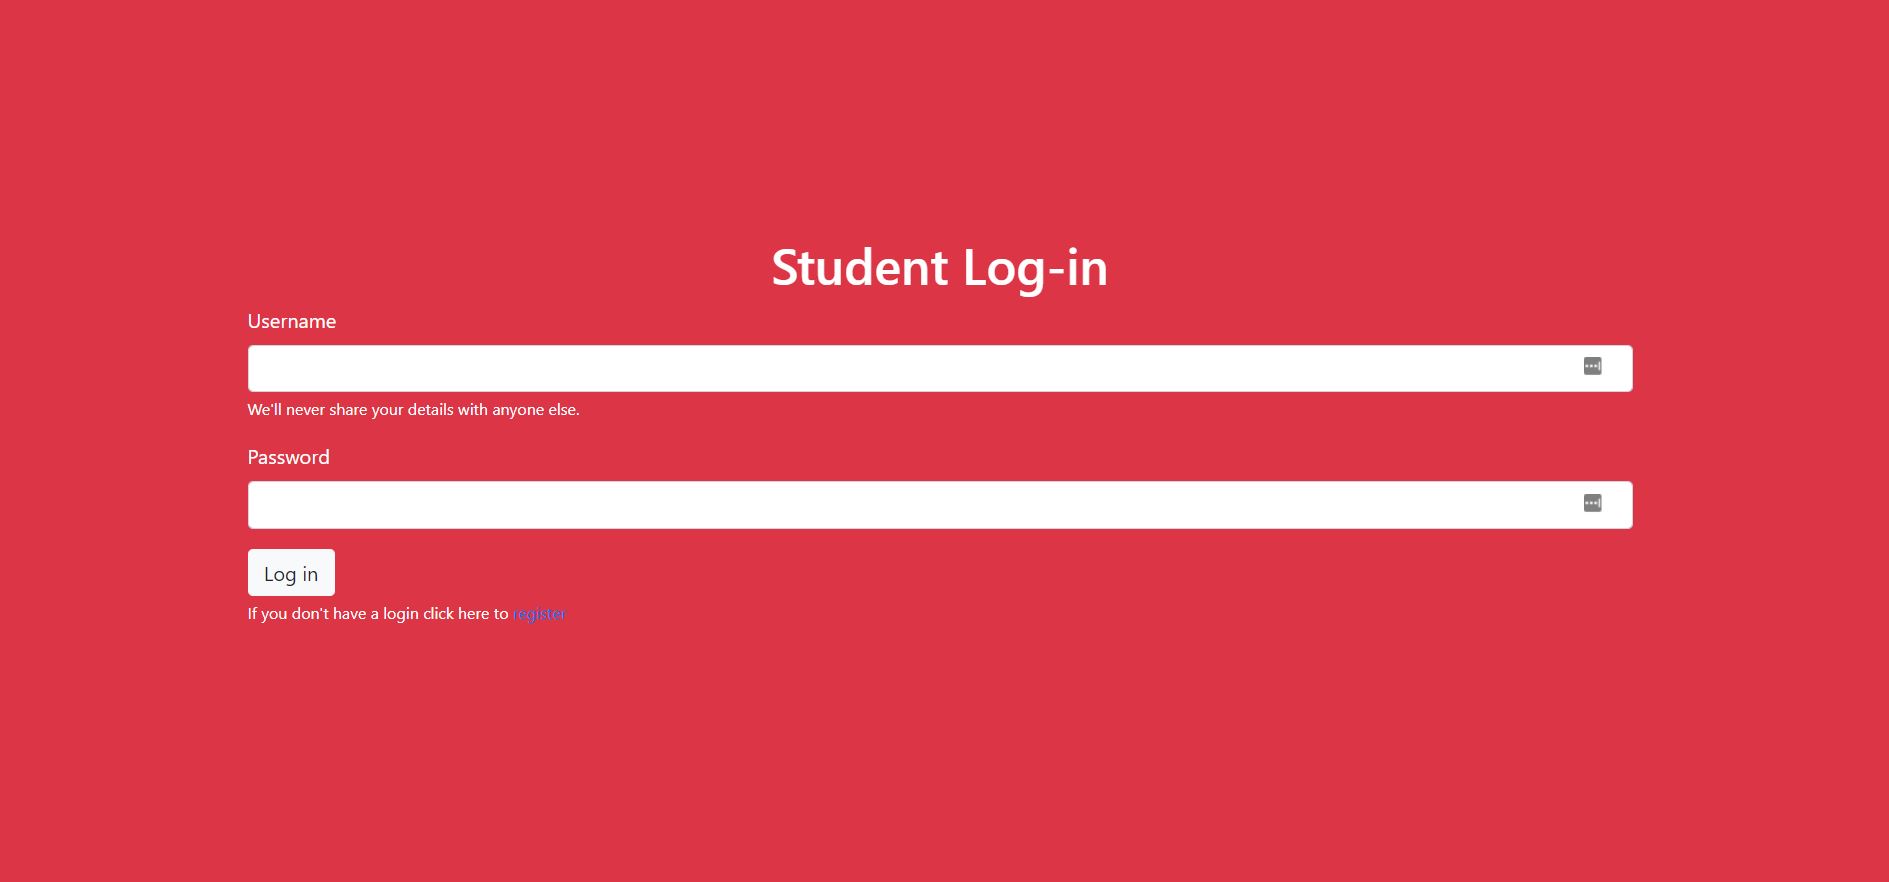 Student Log-in
Username
We'll never share your details with anyone else.
Password
Log in
If you don't have a login click here to register